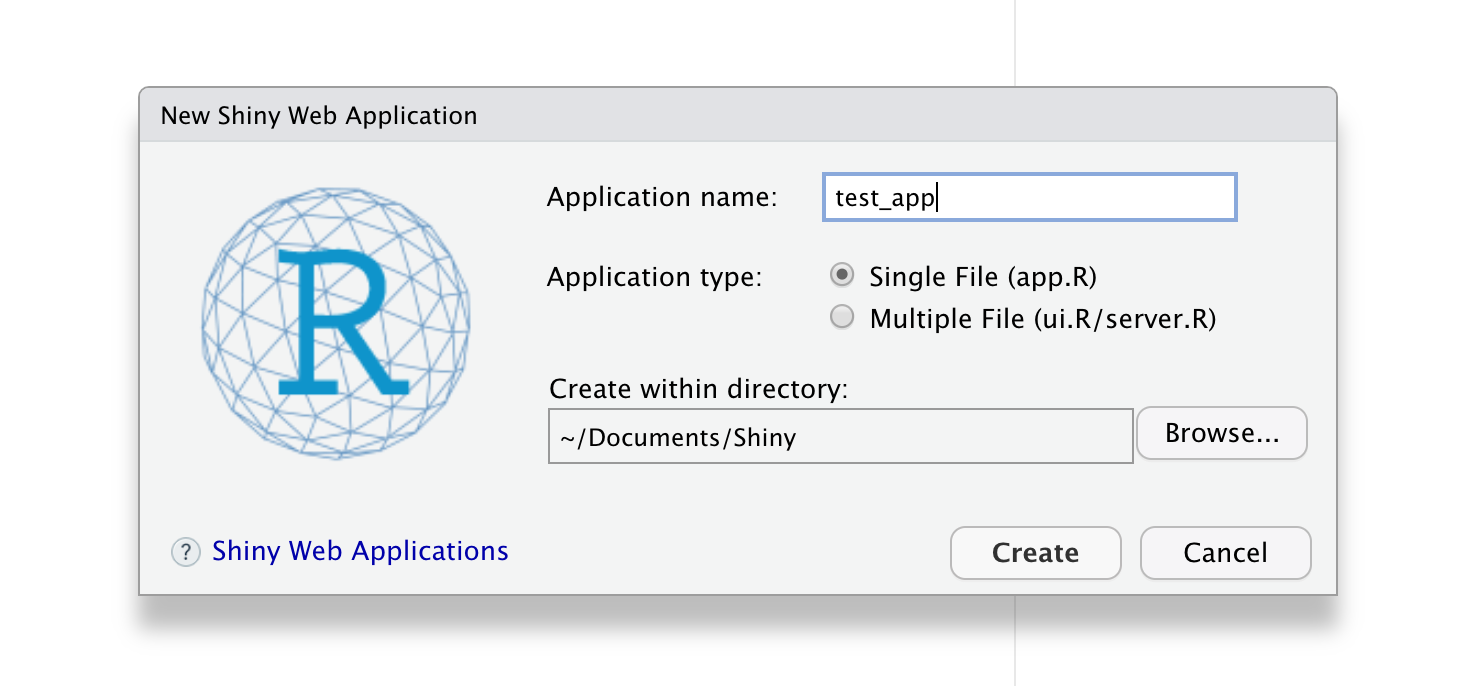 New Shiny Web Application
R
Application name: test_app
Application type: Single File (app.R)
Multiple File (ui.R/server.R)
Create within directory:
~/Documents/Shiny Browse...
? Shiny Web Applications Create Cancel